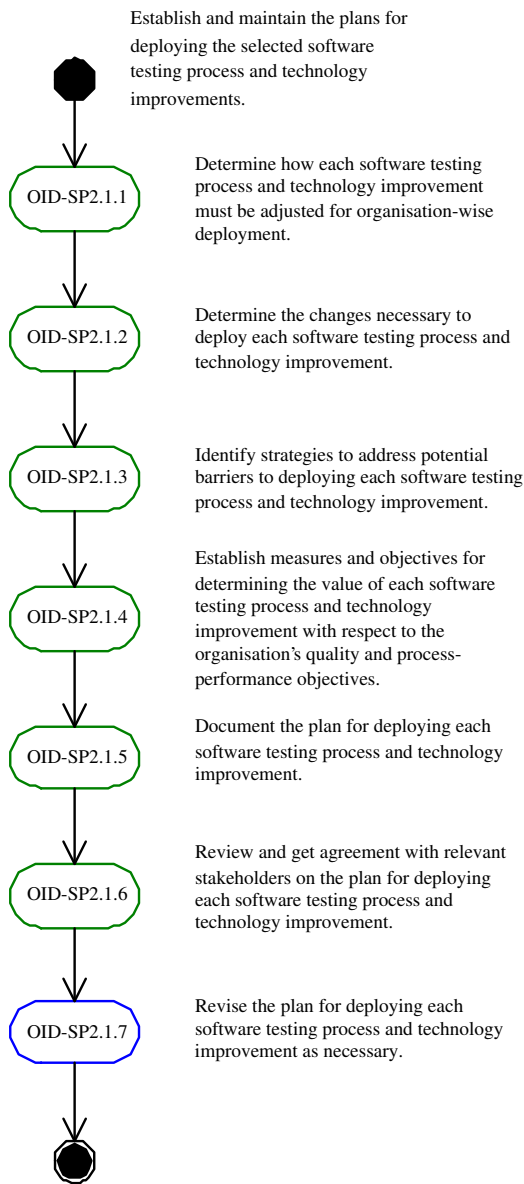 Establish and maintain the plans for
deploying the selected software
testing process and technology
improvements.
OID-SP2.1.1
Determine how each software testing
process and technology improvement
must be adjusted for organisation-wise
deployment.
OID-SP2.1.2
Determine the changes necessary to
deploy each software testing process and
technology improvement.
OID-SP2.1.3
Identify strategies to address potential
barriers to deploying each software testing
process and technology improvement.
OID-SP2.1.4
Establish measures and objectives for
determining the value of each software
testing process and technology
improvement with respect to the
organisation's quality and process-
performance objectives.
OID-SP2.1.5
Document the plan for deploying each
software testing process and technology
improvement.
OID-SP2.1.6
Review and get agreement with relevant
stakeholders on the plan for deploying
each software testing process and
technology improvement.
OID-SP2.1.7
Revise the plan for deploying each
software testing process and technology
improvement as necessary.